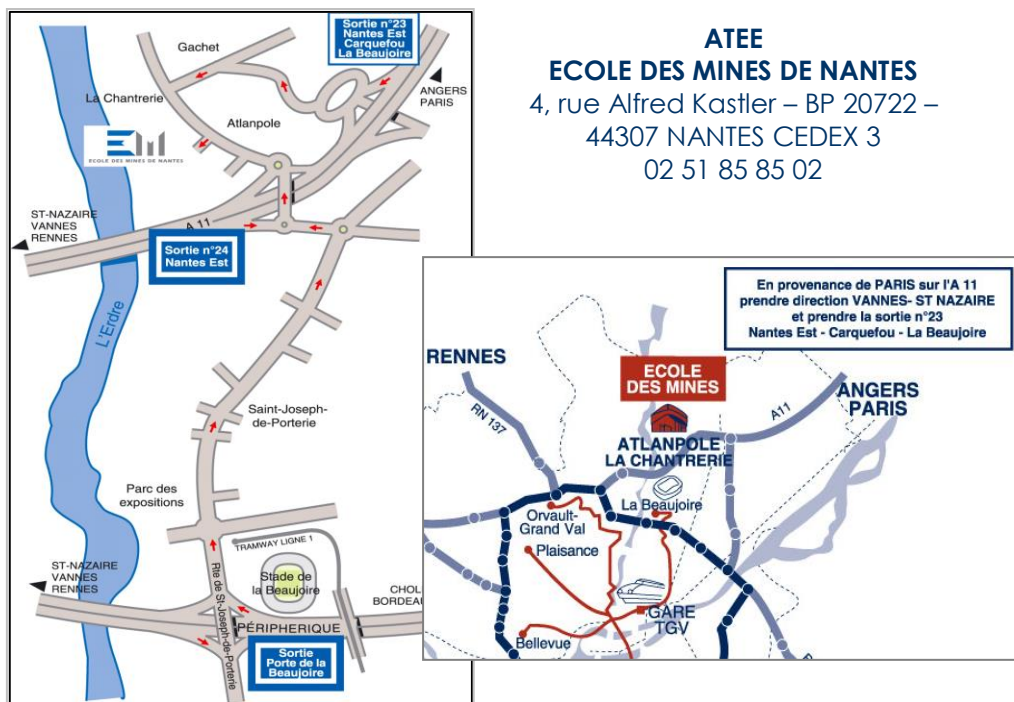 Sortie n°23
Nantes Est
Carquefou
La Beaujoire
Gachet
ANGERS
PARIS
La Chantrerie
Atlanpole
EM
ECOLE DES MINES DE NANTES
ST-NAZAIRE
VANNES
RENNES
A 11
Sortie n°24
Nantes Est
L'Erdre
Saint-Joseph-
de-Porterie
Parc des
expositions
TRAMWAY LIGNE 1
ST-NAZAIRE
VANNES
RENNES
Stade de
la Beaujoire
Rte de St-Joseph-de-Porterie
PÉRIPHERIQUE
Sortie
Porte de la
Beaujoire
ATEE
ECOLE DES MINES DE NANTES
4, rue Alfred Kastler – BP 20722 –
44307 NANTES CEDEX 3
02 51 85 85 02
En provenance de PARIS sur l'A 11
prendre direction VANNES- ST NAZAIRE
et prendre la sortie n°23
Nantes Est - Carquefou - La Beaujoire
RENNES
ECOLE
DES MINES
ANGERS
PARIS
RN 137
A11
ATLANPOLE
LA CHANTRERIE
La Beaujoire
Orvault-
Grand Val
Plaisance
GARE
TGV
Bellevue